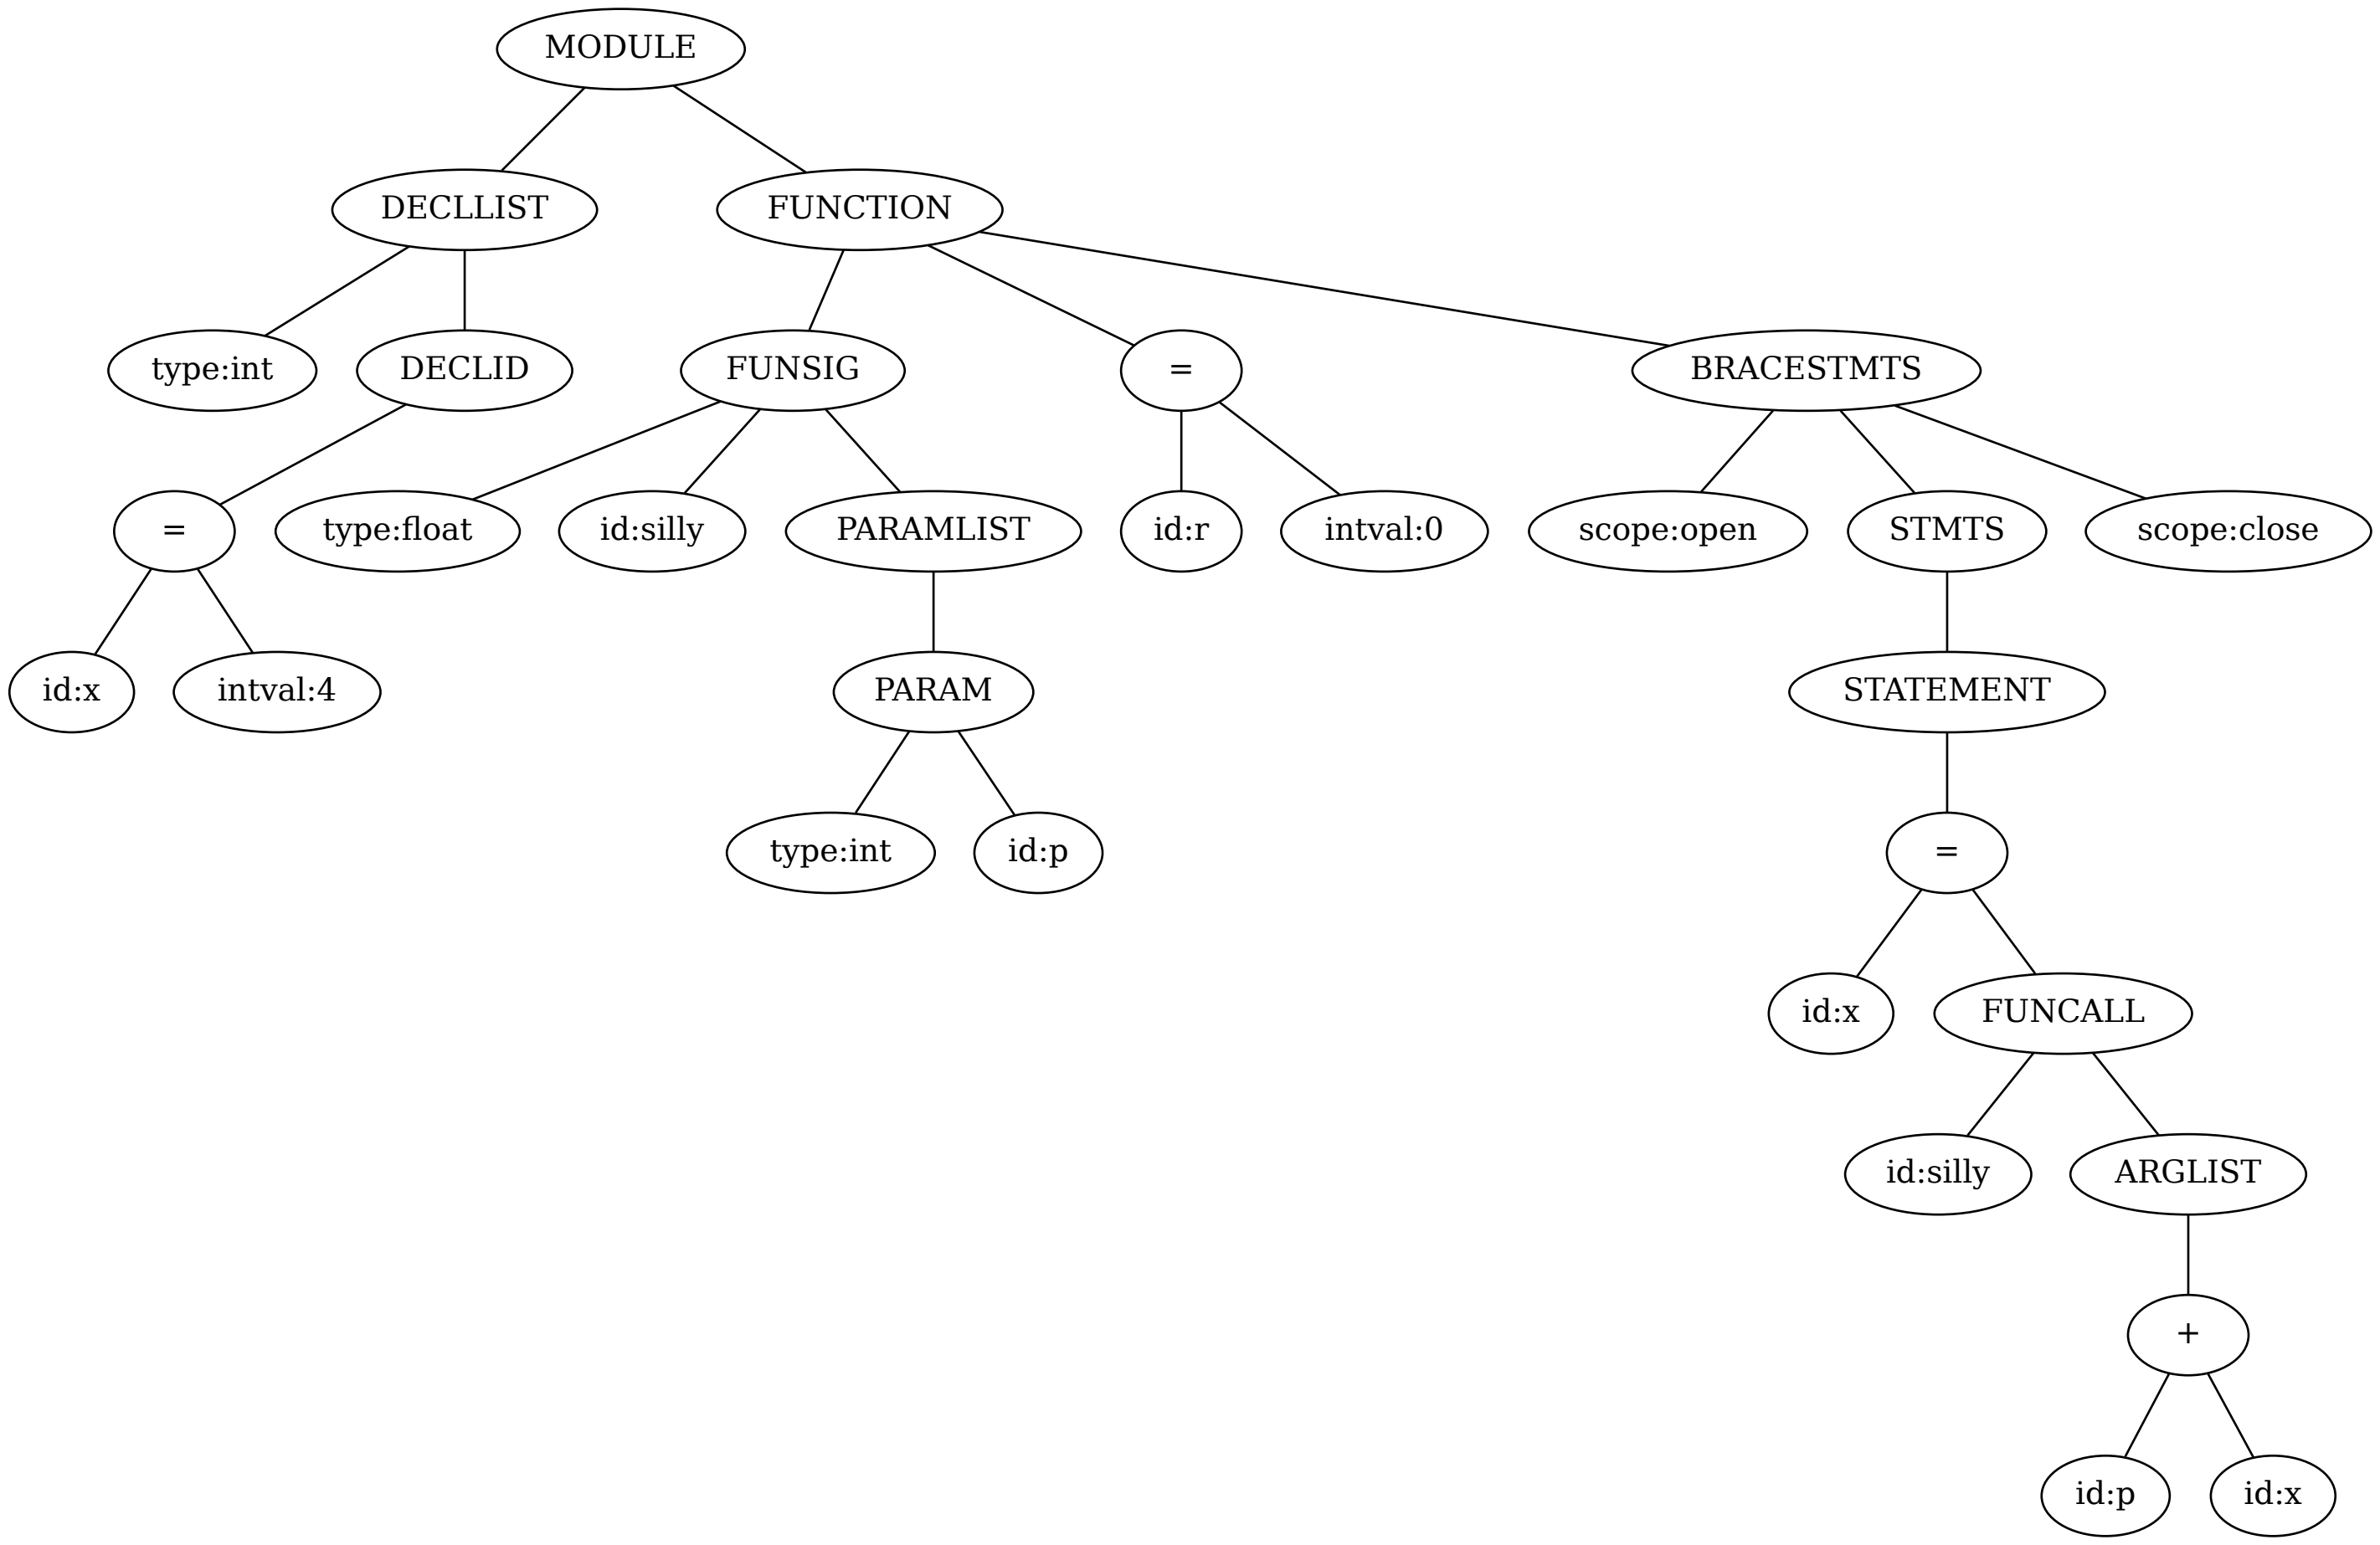 MODULE
DECLLIST FUNCTION
type:int DECLID FUNSIG = BRACESTMTS
= type:float id:silly PARAMLIST id:r intval:0 scope:open STMTS scope:close
id:x intval:4 PARAM STATEMENT
type:int id:p =
id:x FUNCALL
id:silly ARGLIST
+
id:p id:x